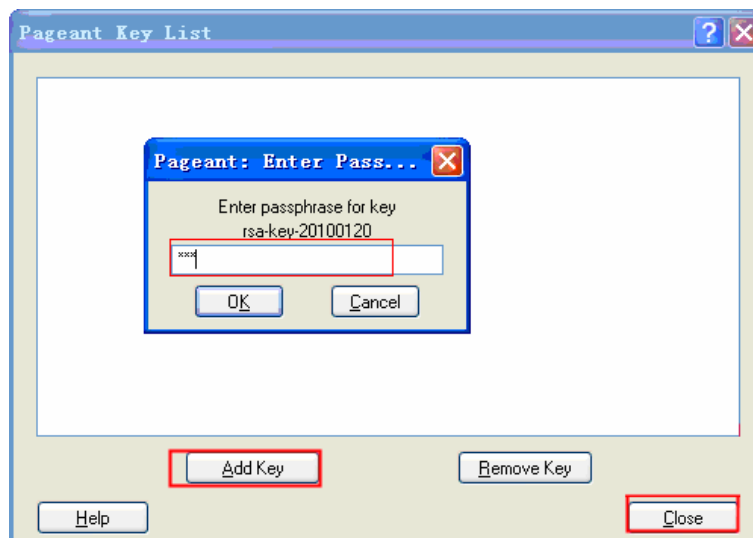 Pageant Key List
Pageant: Enter Pass...
Enter passphrase for key
rsa-key-20100120
***
OK
Cancel
Add Key
Remove Key
Help
Close